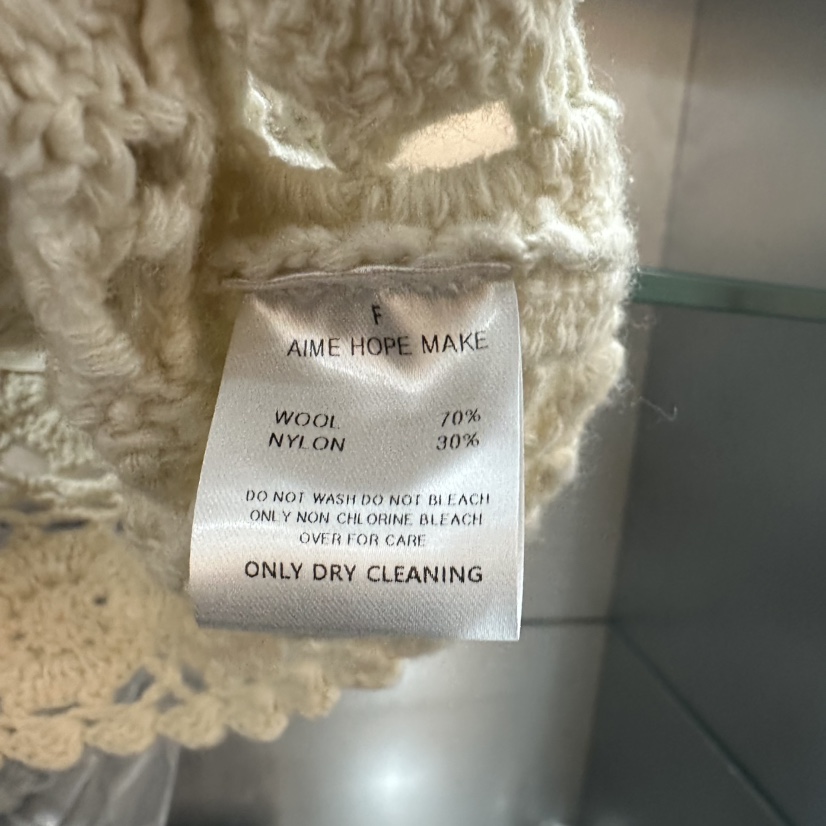 F
AIME HOPE MAKE
WOOL 70%
NYLON 30%
DO NOT WASH DO NOT BLEACH
ONLY NON CHLORINE BLEACH
OVER FOR CARE
ONLY DRY CLEANING